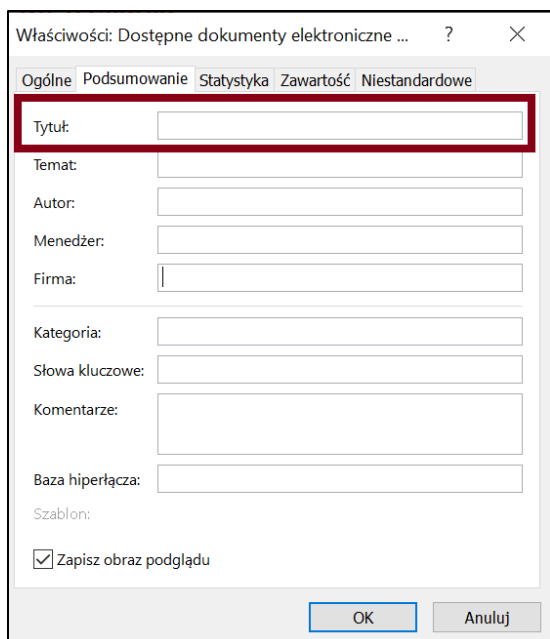 Właściwości: Dostępne dokumenty elektroniczne ... ?
Ogólne Podsumowanie Statystyka Zawartość Niestandardowe
Tytuł:
Temat:
Autor:
Menedżer:
Firma:
Kategoria:
Słowa kluczowe:
Komentarze:
Baza hiperłącza:
Szablon:
Zapisz obraz podglądu
OK Anuluj